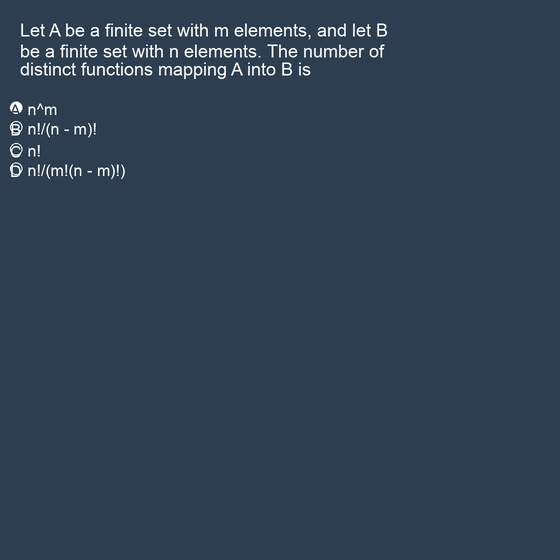 Let A be a finite set with m elements, and let B
be a finite set with n elements. The number of
distinct functions mapping A into B is
A n^m
B n!/(n - m)!
C n!
D n!/(m!(n - m)!)